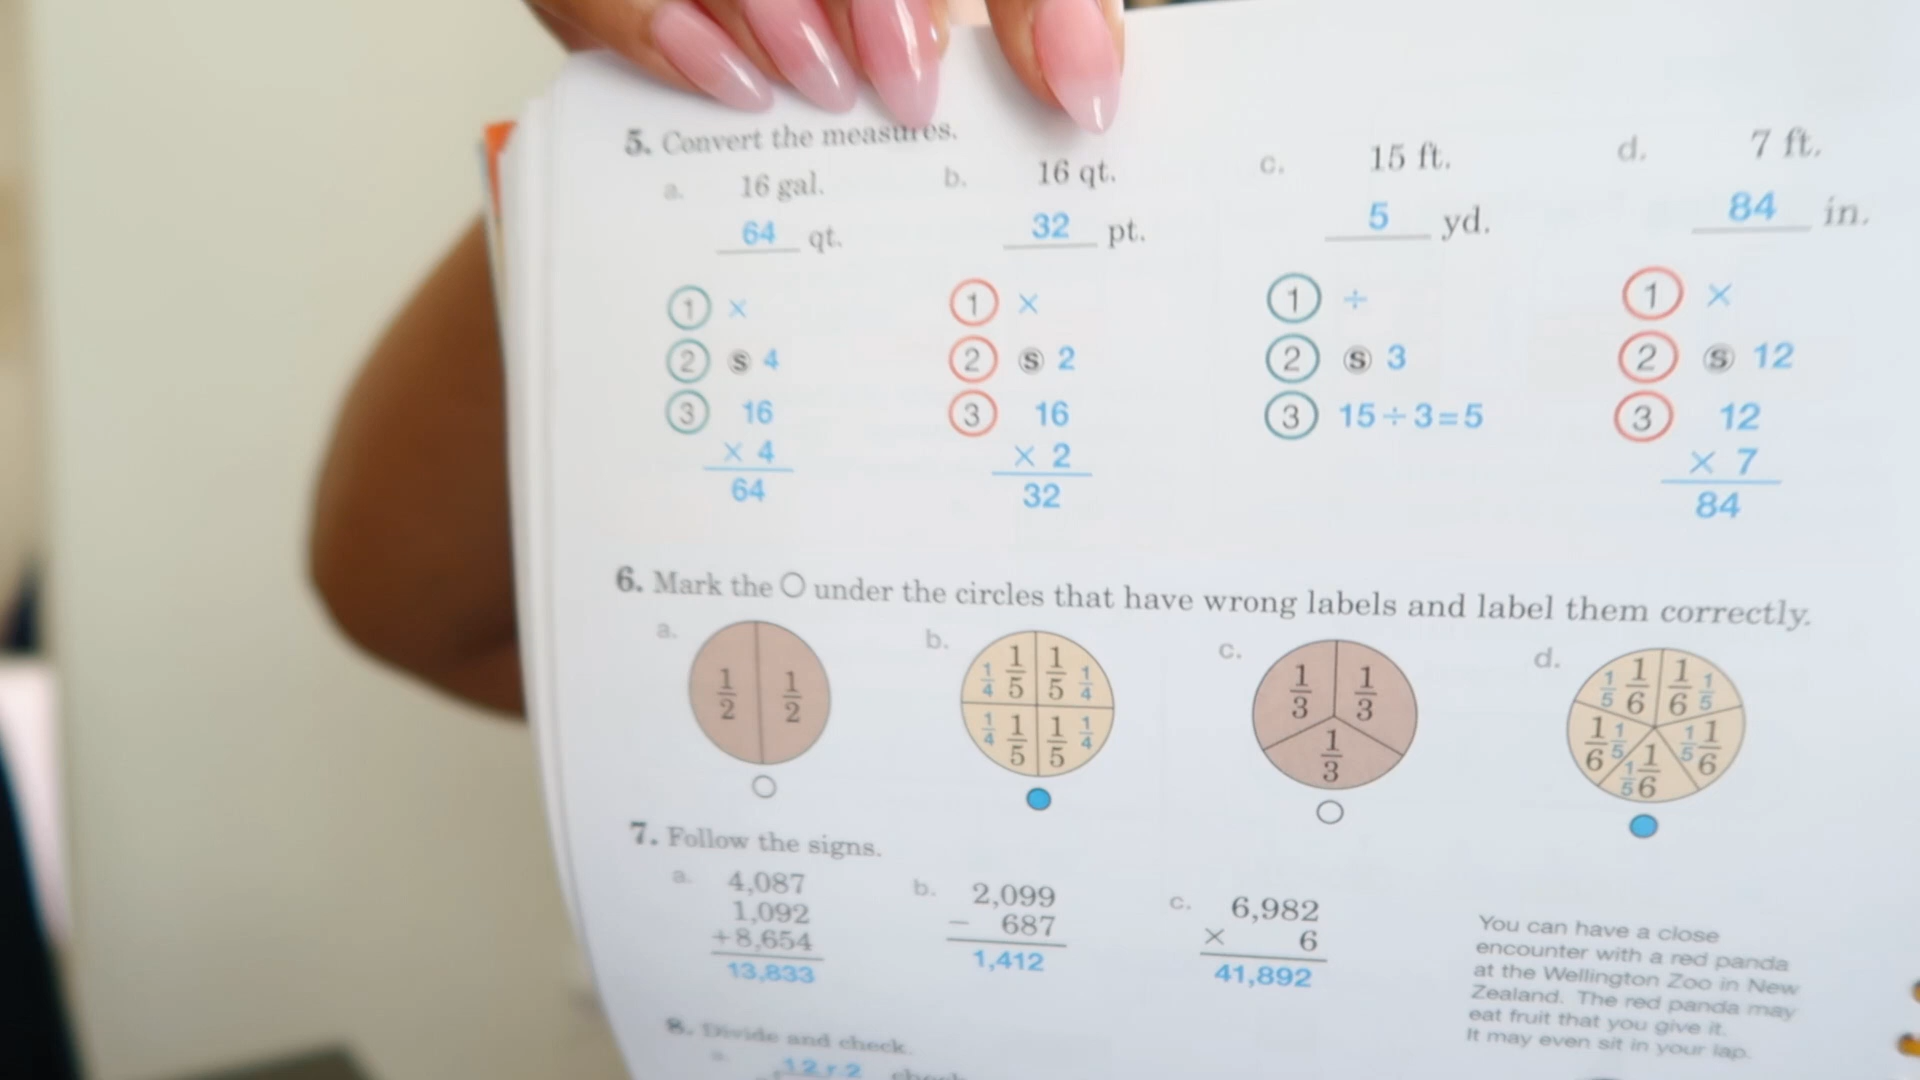 5. Convert the measures.
a. 16 gal. b. 16 qt. c. 15 ft. d. 7 ft.
64 qt. 32 pt. 5 yd. 84 in.
1 × 1 × 1 ÷ 1 ×
2 S 4 2 S 2 2 S 3 2 S 12
3 16 3 16 3 15÷3=5 3 12
× 4 × 2 × 7
64 32 84
6. Mark the O under the circles that have wrong labels and label them correctly.
a. b. c. d.
1/2 1/2
1/4 1/5 1/5 1/4
1/4 1/5 1/5 1/4
1/3 1/3
1/3
1/5 1/6 1/6 1/5
1/6 1/5 1/5 1/6
1/5 1/6
7. Follow the signs.
a. 4,087 b. 2,099 c. 6,982
1,092 − 687 × 6
+8,654 1,412 41,892
13,833
You can have a close
encounter with a red panda
at the Wellington Zoo in New
Zealand. The red panda may
eat fruit that you give it.
It may even sit in your lap.
8. Divide and check.
a. 12 r 2 check